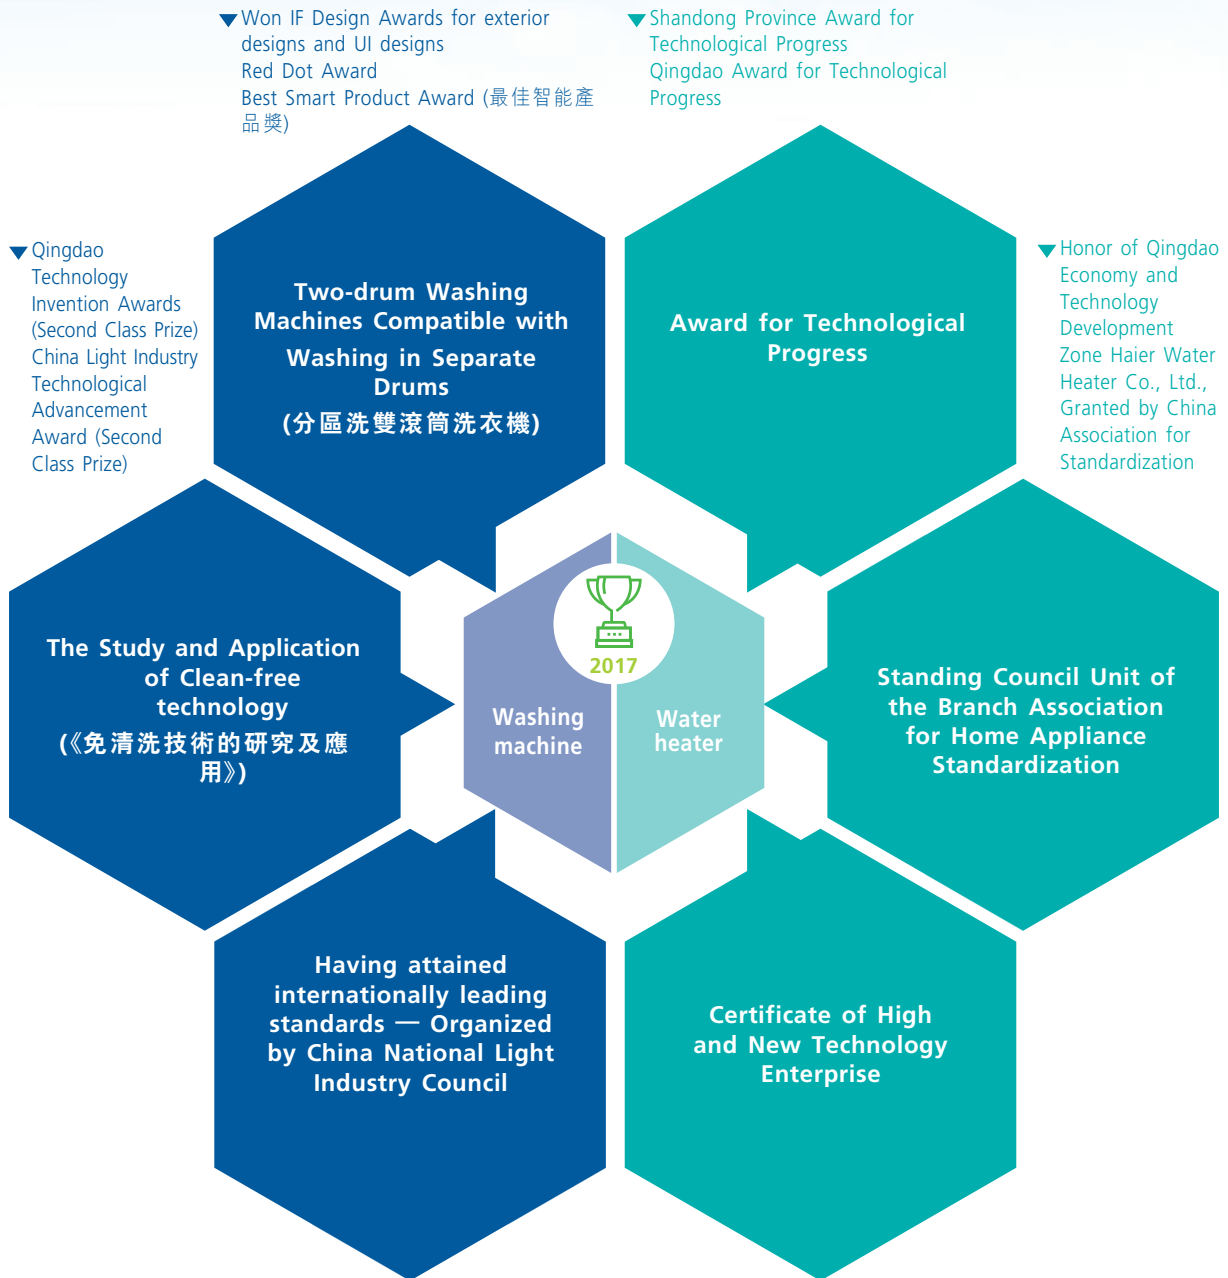 Won IF Design Awards for exterior
designs and UI designs
Red Dot Award
Best Smart Product Award (最佳智能產
品獎)
Shandong Province Award for
Technological Progress
Qingdao Award for Technological
Progress
Qingdao
Technology
Invention Awards
(Second Class Prize)
China Light Industry
Technological
Advancement
Award (Second
Class Prize)
Two-drum Washing
Machines Compatible with
Washing in Separate
Drums
(分區洗雙滾筒洗衣機)
Award for Technological
Progress
Honor of Qingdao
Economy and
Technology
Development
Zone Haier Water
Heater Co., Ltd.,
Granted by China
Association for
Standardization
The Study and Application
of Clean-free
technology
(《免清洗技術的研究及應
用》)
2017
Washing
machine
Water
heater
Standing Council Unit of
the Branch Association
for Home Appliance
Standardization
Having attained
internationally leading
standards — Organized
by China National Light
Industry Council
Certificate of High
and New Technology
Enterprise